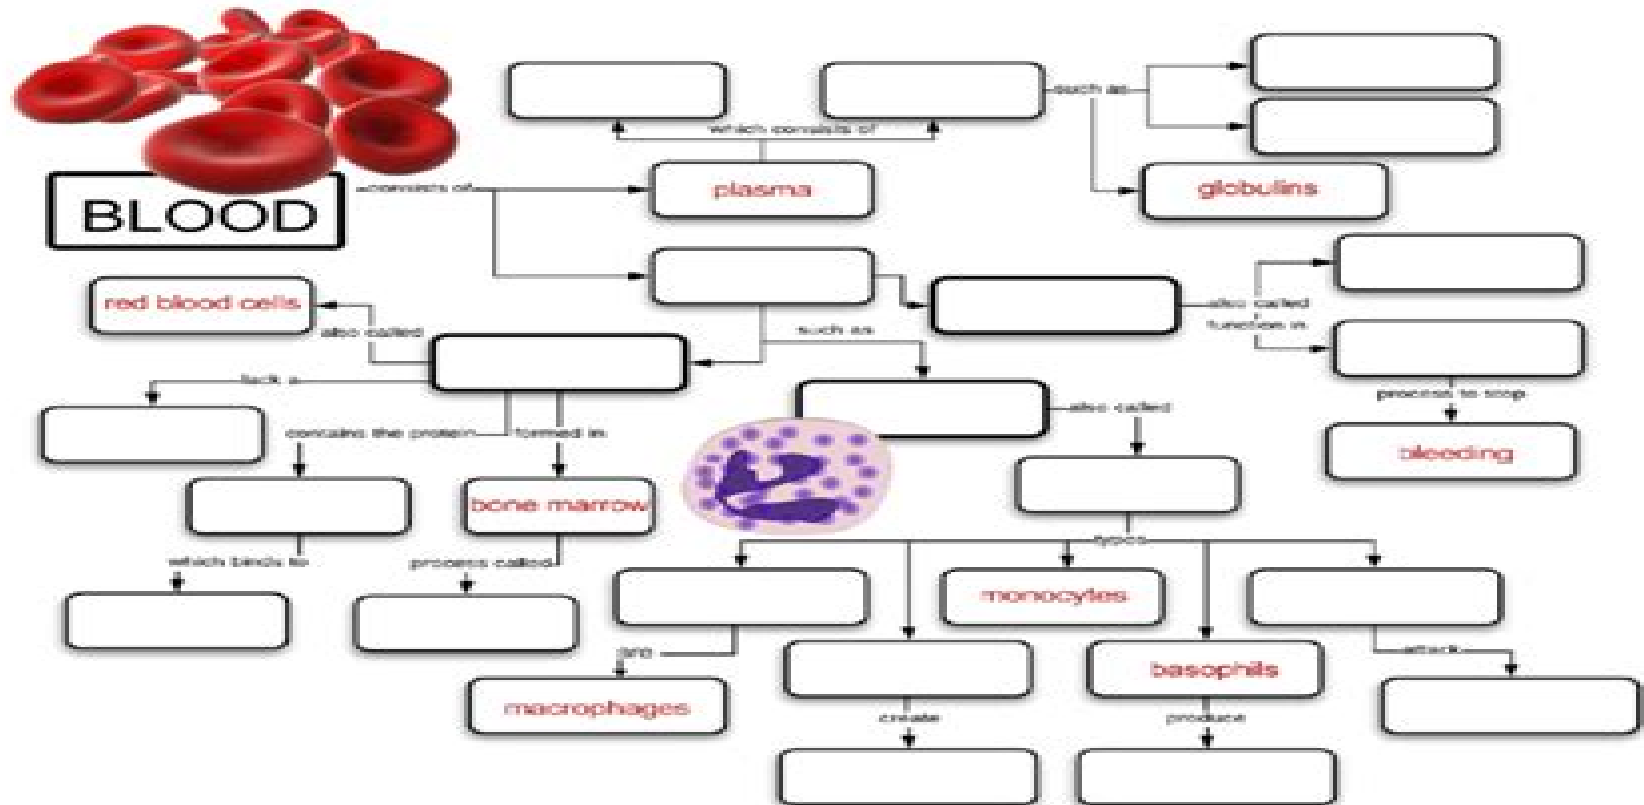 such as
which consists of
plasma
globulins
consists of
BLOOD
red blood cells
also called
also called
function in
such as
lack a
process to stop
also called
contains the protein
formed in
bleeding
bone marrow
types
which binds to
process called
monocytes
are
attack
basophils
macrophages
create
produce